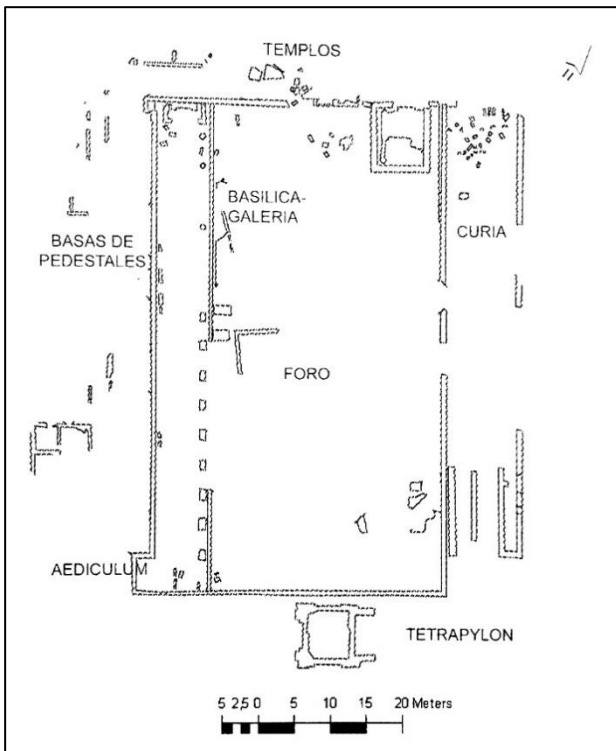 TEMPLOS
BASILICA-
GALERIA
CURIA
BASAS DE
PEDESTALES
FORO
AEDICULUM
TETRAPYLON
5 2,5 0 5 10 15 20 Meters